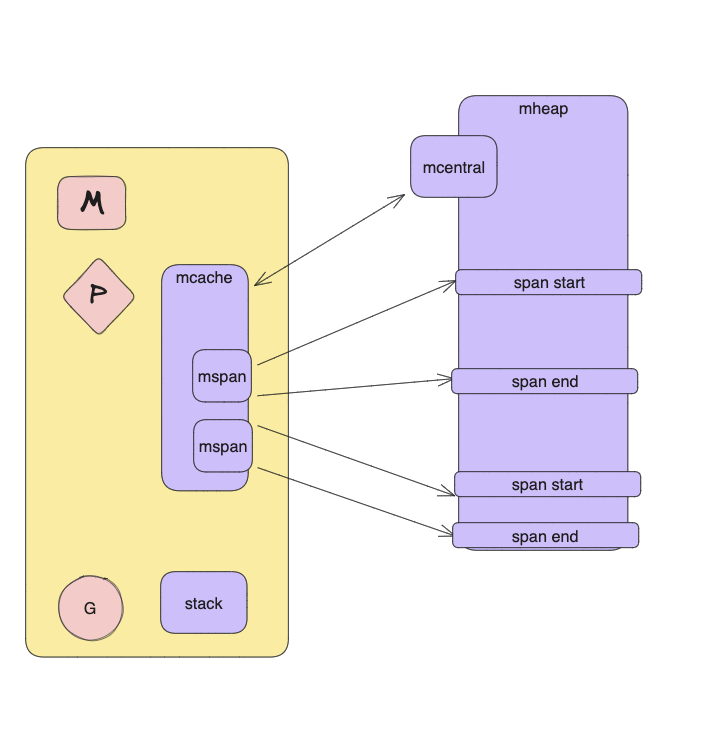 M
P
mcache
mspan
mspan
G
stack
mheap
mcentral
span start
span end
span start
span end